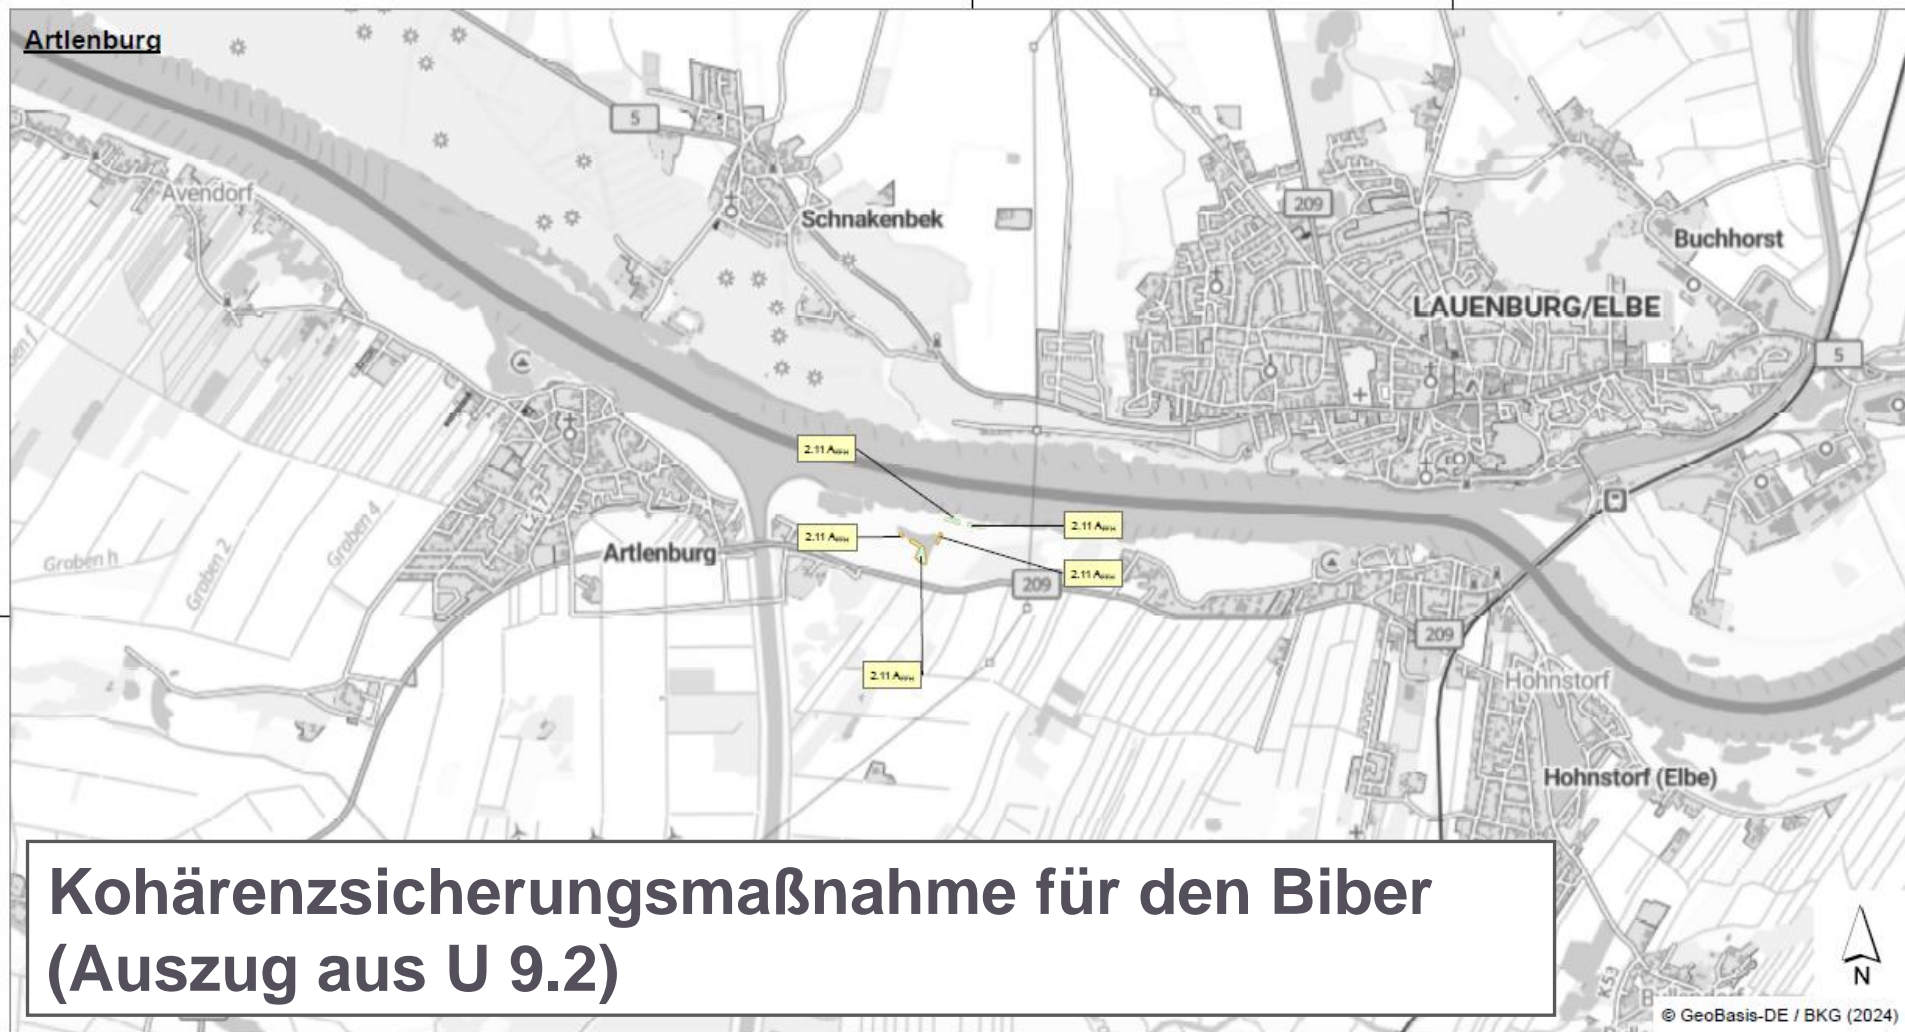 Artlenburg
5
Avendorf
Schnakenbek
209
Buchhorst
LAUENBURG/ELBE
5
2.11 AFFH
2.11 AFFH
2.11 AFFH
Graben 4
Artlenburg
Graben h
2.11 AFFH
209
Graben 2
209
2.11 AFFH
Hohnstorf
Hohnstorf (Elbe)
Kohärenzsicherungsmaßnahme für den Biber
(Auszug aus U 9.2)
N
K53
© GeoBasis-DE / BKG (2024)